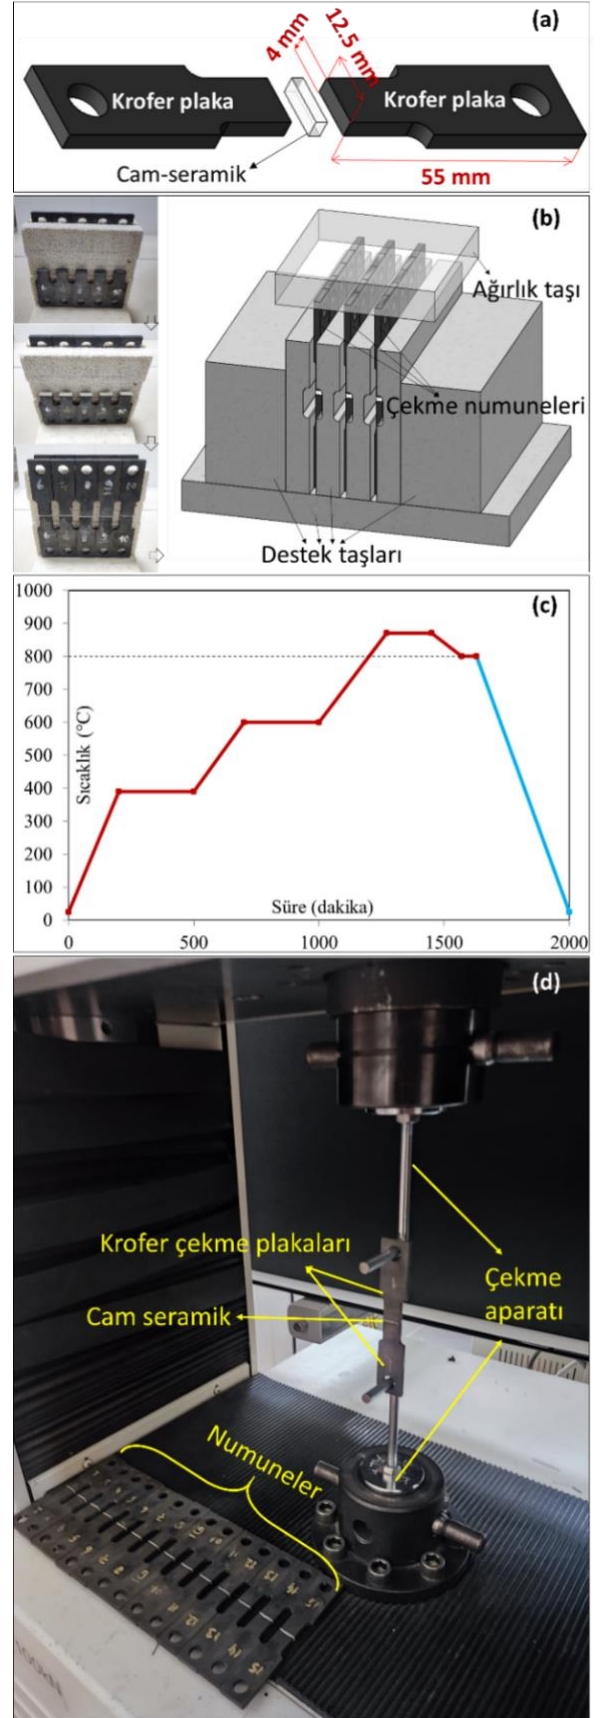 (a)
4 mm
12.5 mm
Krofer plaka
Krofer plaka
Cam-seramik
55 mm
(b)
Ağırlık taşı
Çekme numuneleri
Destek taşları
(c)
1000
900
800
700
600
500
400
300
200
100
0
Sıcaklık (°C)
Süre (dakika)
0
500
1000
1500
2000
(d)
Krofer çekme plakaları
Cam seramik
Çekme
aparatı
Numuneler